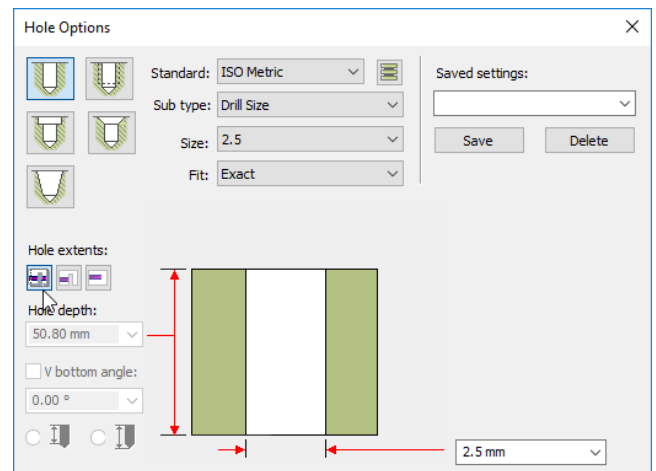 Hole Options
Standard: ISO Metric
Saved settings:
Sub type: Drill Size
Size: 2.5
Save Delete
Fit: Exact
Hole extents:
Hole depth:
50.80 mm
V bottom angle:
0.00 °
2.5 mm